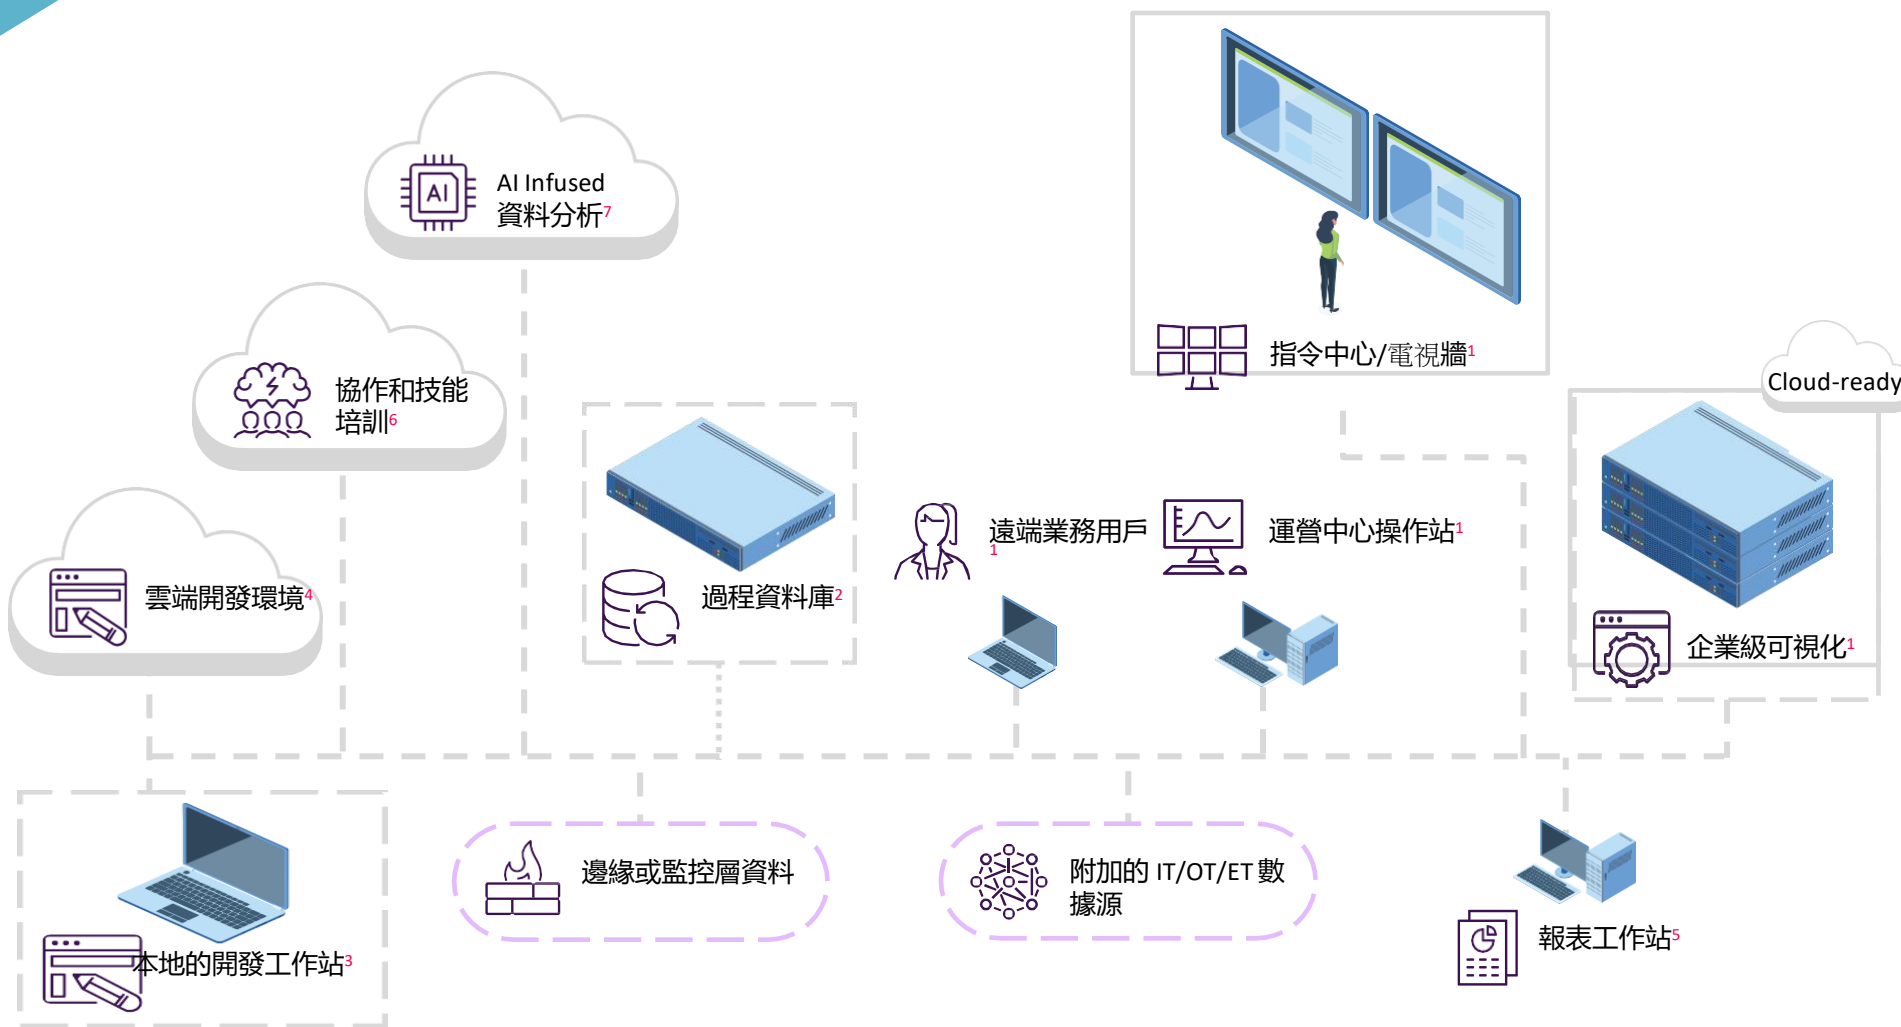 AI
AI Infused
資料分析7
指令中心/電視牆1
Cloud-ready
協作和技能
培訓6
遠端業務用戶
1
運營中心操作站1
雲端開發環境4
過程資料庫2
企業級可視化1
邊緣或監控層資料
附加的 IT/OT/ET 數
據源
本地的開發工作站3
報表工作站5